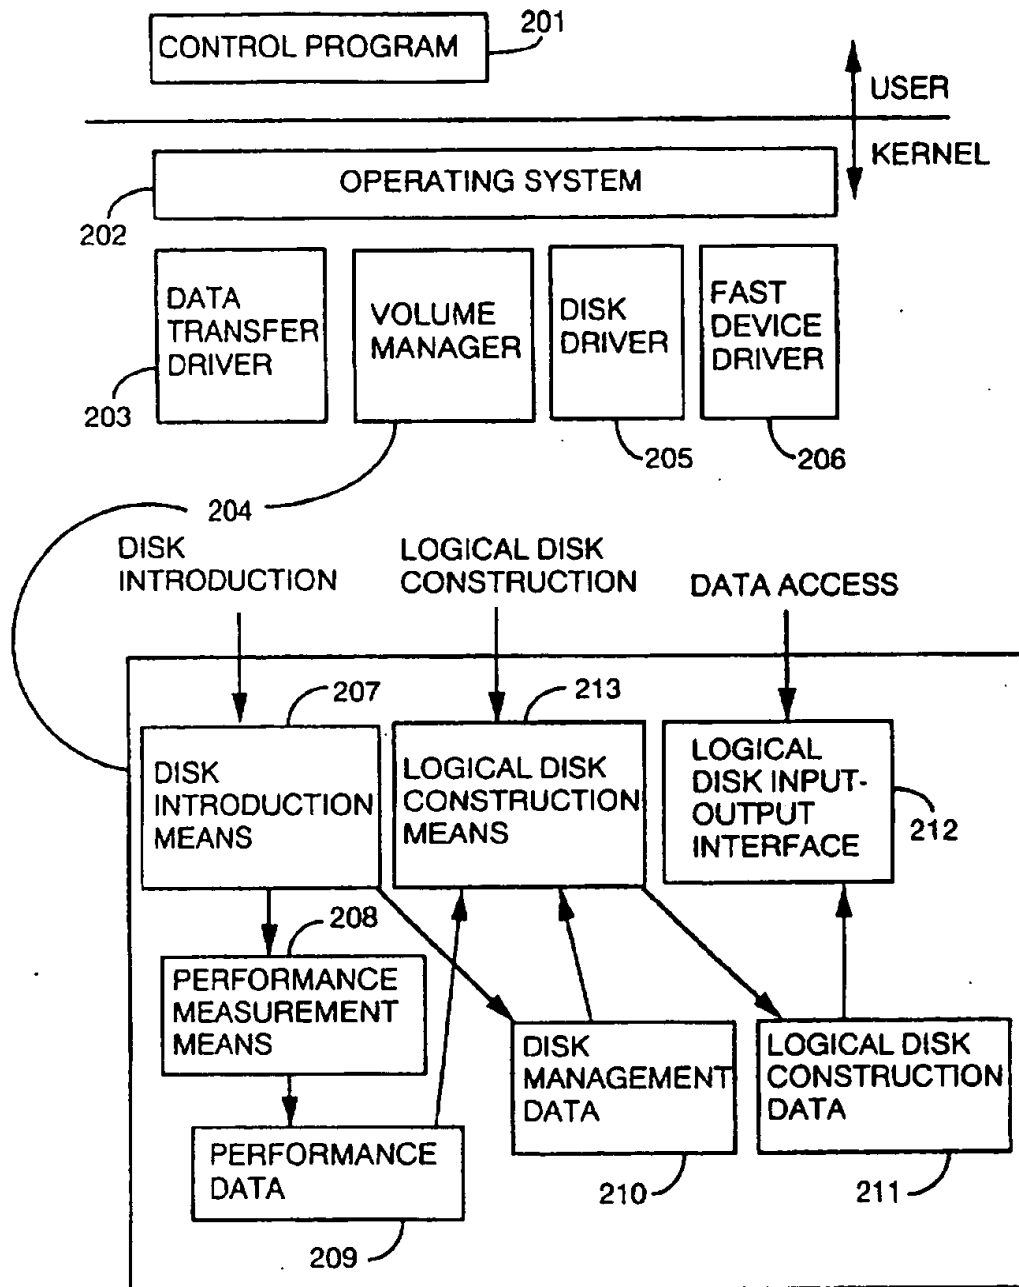 CONTROL PROGRAM
201
USER
KERNEL
OPERATING SYSTEM
202
DATA
TRANSFER
DRIVER
VOLUME
MANAGER
DISK
DRIVER
FAST
DEVICE
DRIVER
203
205
206
204
DISK
INTRODUCTION
LOGICAL DISK
CONSTRUCTION
DATA ACCESS
207
213
DISK
INTRODUCTION
MEANS
LOGICAL DISK
CONSTRUCTION
MEANS
LOGICAL
DISK INPUT-
OUTPUT
INTERFACE
212
208
PERFORMANCE
MEASUREMENT
MEANS
DISK
MANAGEMENT
DATA
LOGICAL DISK
CONSTRUCTION
DATA
PERFORMANCE
DATA
210
211
209